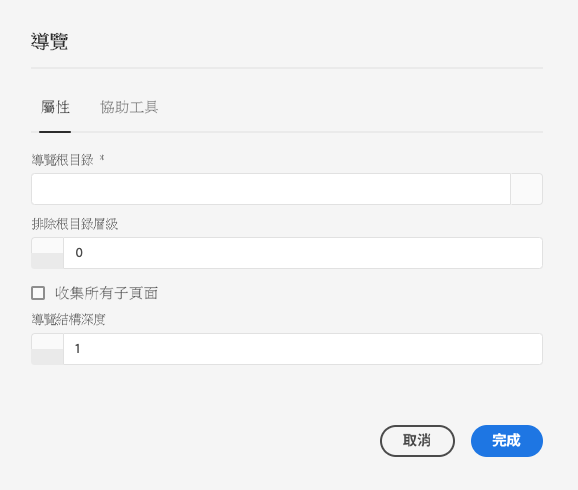 導覽
屬性 協助工具
導覽根目錄 *
排除根目錄層級
0
收集所有子頁面
導覽結構深度
1
取消 完成